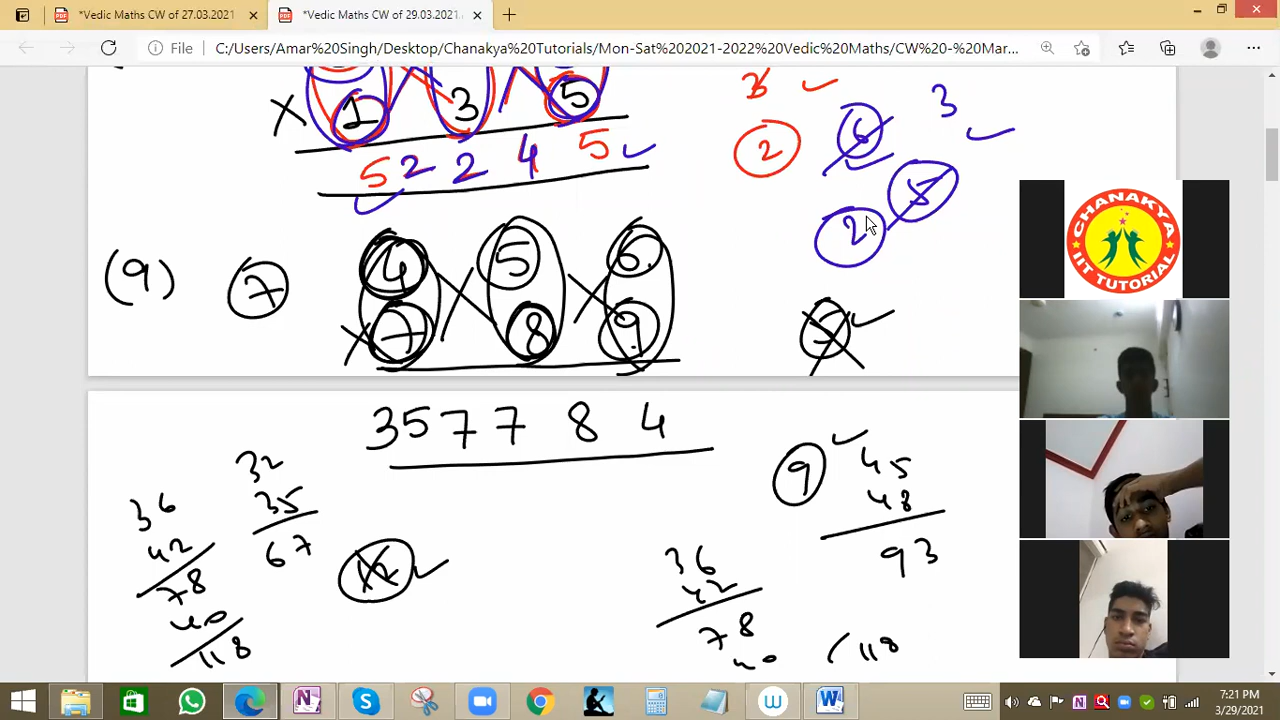 *Vedic Maths CW of 27.03.2021
*Vedic Maths CW of 29.03.2021.
File
C:/Users/Amar%20Singh/Desktop/Chanakya%20Tutorials/Mon-Sat%202021-2022%20Vedic%20Maths/CW%20-%20Mar...
3
× 1 3 5
2 6 3
5 2 2 4 5
5
2
(9) 7 4 5 6
× 7 8 9
3 5 7 7 8 4
32
36 35
42 67
78
40
118
9 45
48
93
36
42
78
40 118
CHANAKYA
IIT TUTORIAL
7:21 PM
3/29/2021